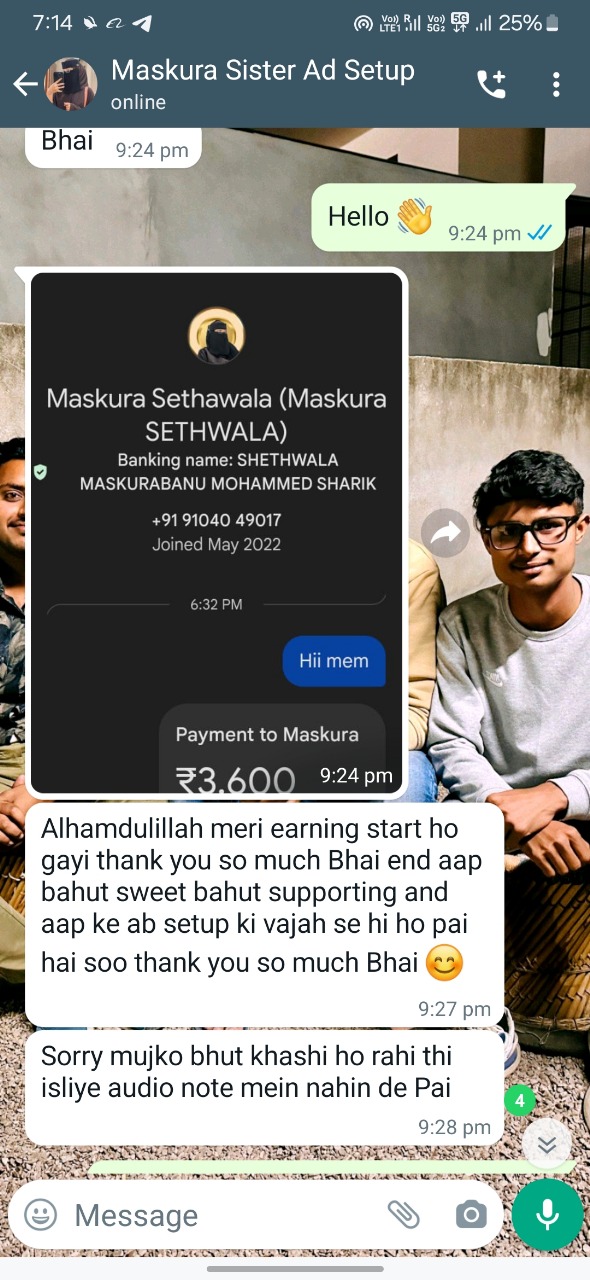 7:14
Vo)) LTE1 R Vo)) 5G2 5G 25%
Maskura Sister Ad Setup
online
Bhai 9:24 pm
Hello 👋 9:24 pm
Maskura Sethawala (Maskura
SETHWALA)
Banking name: SHETHWALA
MASKURABANU MOHAMMED SHARIK
+91 91040 49017
Joined May 2022
6:32 PM
Hii mem
Payment to Maskura
₹3,600 9:24 pm
Alhamdulillah meri earning start ho
gayi thank you so much Bhai end aap
bahut sweet bahut supporting and
aap ke ab setup ki vajah se hi ho pai
hai soo thank you so much Bhai 😊
9:27 pm
Sorry mujko bhut khashi ho rahi thi
isliye audio note mein nahin de Pai
9:28 pm
4
Message